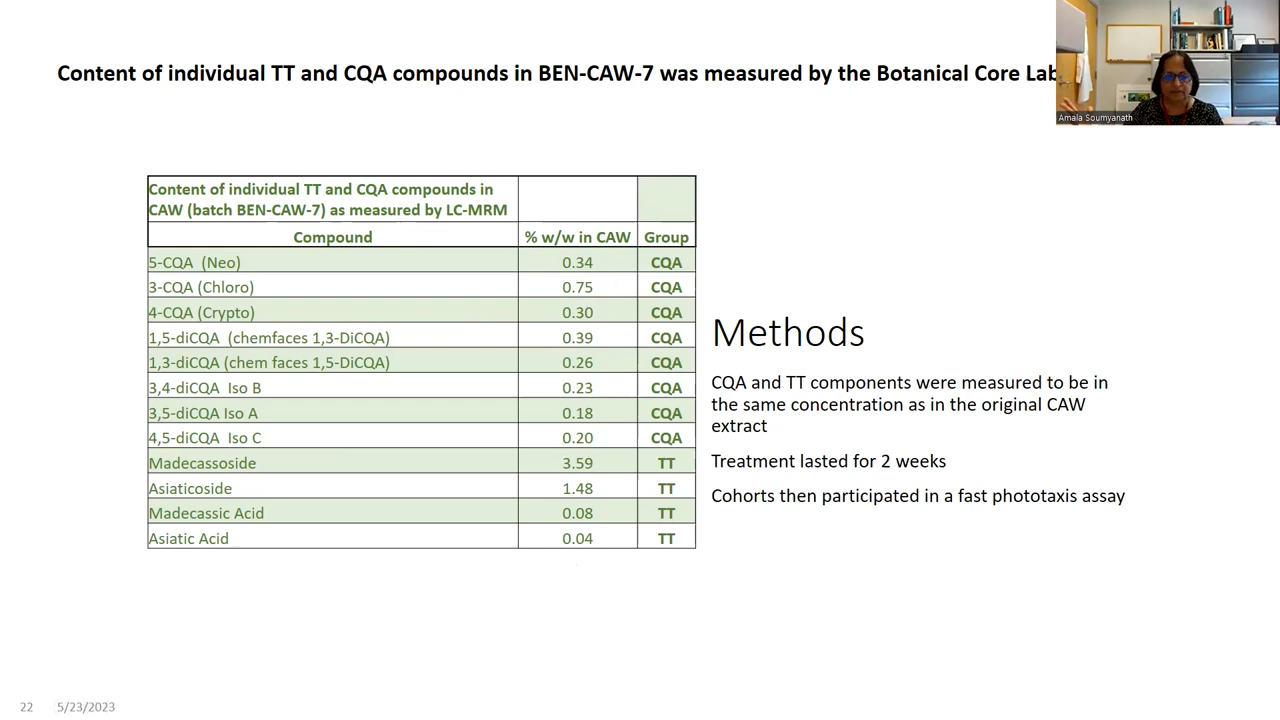 Content of individual TT and CQA compounds in BEN-CAW-7 was measured by the Botanical Core Lab
Amala Soumyanath
Content of individual TT and CQA compounds in
CAW (batch BEN-CAW-7) as measured by LC-MRM
Compound % w/w in CAW Group
5-CQA (Neo) 0.34 CQA
3-CQA (Chloro) 0.75 CQA
4-CQA (Crypto) 0.30 CQA
1,5-diCQA (chemfaces 1,3-DiCQA) 0.39 CQA
1,3-diCQA (chem faces 1,5-DiCQA) 0.26 CQA
3,4-diCQA Iso B 0.23 CQA
3,5-diCQA Iso A 0.18 CQA
4,5-diCQA Iso C 0.20 CQA
Madecassoside 3.59 TT
Asiaticoside 1.48 TT
Madecassic Acid 0.08 TT
Asiatic Acid 0.04 TT
Methods
CQA and TT components were measured to be in
the same concentration as in the original CAW
extract
Treatment lasted for 2 weeks
Cohorts then participated in a fast phototaxis assay
22 5/23/2023